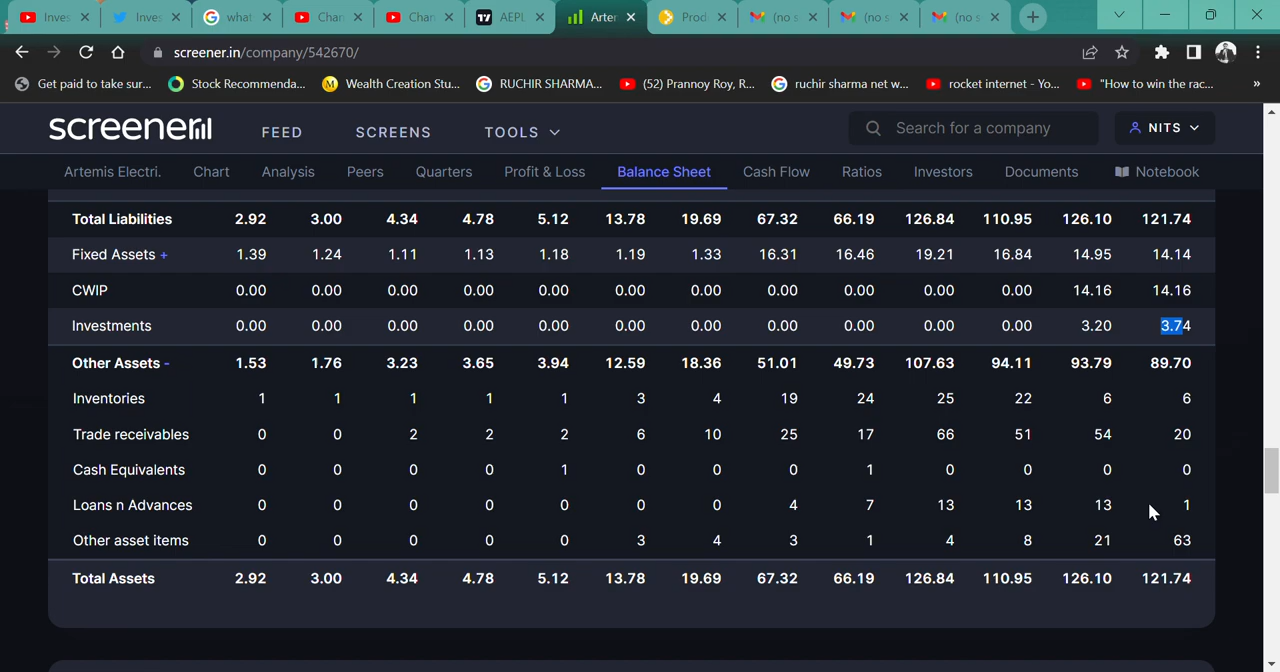 Inves
Inves
what
Chan
Chan
AEPL
Arter
Prod
(no s
(no s
(no s
screener.in/company/542670/
Get paid to take sur...
Stock Recommenda...
Wealth Creation Stu...
RUCHIR SHARMA...
(52) Prannoy Roy, R...
ruchir sharma net w...
rocket internet - Yo...
"How to win the rac...
»
screener
FEED
SCREENS
TOOLS
Search for a company
NITS
Artemis Electri.
Chart
Analysis
Peers
Quarters
Profit & Loss
Balance Sheet
Cash Flow
Ratios
Investors
Documents
Notebook
Total Liabilities 2.92 3.00 4.34 4.78 5.12 13.78 19.69 67.32 66.19 126.84 110.95 126.10 121.74
Fixed Assets + 1.39 1.24 1.11 1.13 1.18 1.19 1.33 16.31 16.46 19.21 16.84 14.95 14.14
CWIP 0.00 0.00 0.00 0.00 0.00 0.00 0.00 0.00 0.00 0.00 0.00 14.16 14.16
Investments 0.00 0.00 0.00 0.00 0.00 0.00 0.00 0.00 0.00 0.00 0.00 3.20 3.74
Other Assets - 1.53 1.76 3.23 3.65 3.94 12.59 18.36 51.01 49.73 107.63 94.11 93.79 89.70
Inventories 1 1 1 1 1 3 4 19 24 25 22 6 6
Trade receivables 0 0 2 2 2 6 10 25 17 66 51 54 20
Cash Equivalents 0 0 0 0 1 0 0 0 1 0 0 0 0
Loans n Advances 0 0 0 0 0 0 0 4 7 13 13 13 1
Other asset items 0 0 0 0 0 3 4 3 1 4 8 21 63
Total Assets 2.92 3.00 4.34 4.78 5.12 13.78 19.69 67.32 66.19 126.84 110.95 126.10 121.74